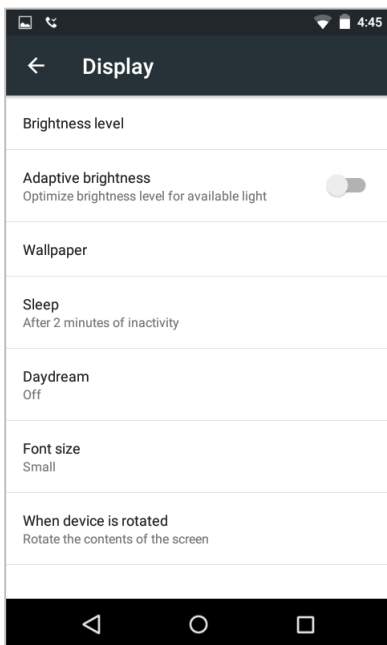 4:45
Display
Brightness level
Adaptive brightness
Optimize brightness level for available light
Wallpaper
Sleep
After 2 minutes of inactivity
Daydream
Off
Font size
Small
When device is rotated
Rotate the contents of the screen